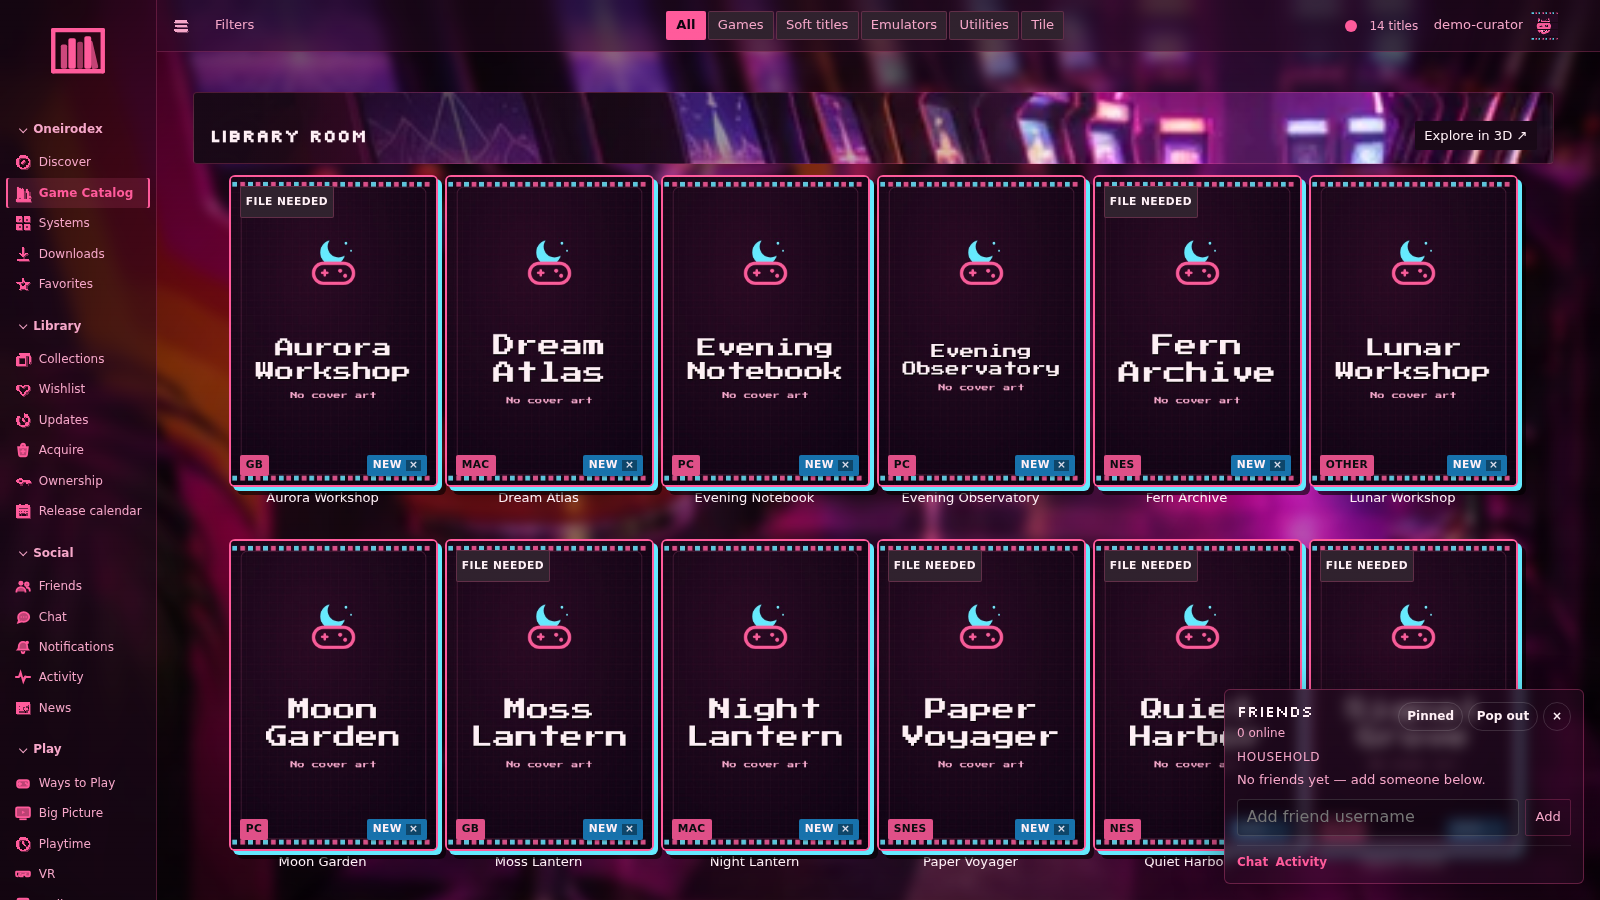 Filters
All
Games
Soft titles
Emulators
Utilities
Tile
14 titles
demo-curator
Oneirodex
Discover
Game Catalog
Systems
Downloads
Favorites
Library
Collections
Wishlist
Updates
Acquire
Ownership
Release calendar
Social
Friends
Chat
Notifications
Activity
News
Play
Ways to Play
Big Picture
Playtime
VR
LIBRARY ROOM
Explore in 3D ↗
FILE NEEDED
Aurora
Workshop
No cover art
GB
NEW ×
Aurora Workshop
Dream
Atlas
No cover art
MAC
NEW ×
Dream Atlas
Evening
Notebook
No cover art
PC
NEW ×
Evening Notebook
Evening
Observatory
No cover art
PC
NEW ×
Evening Observatory
FILE NEEDED
Fern
Archive
No cover art
NES
NEW ×
Fern Archive
Lunar
Workshop
No cover art
OTHER
NEW ×
Lunar Workshop
Moon
Garden
No cover art
PC
NEW ×
Moon Garden
FILE NEEDED
Moss
Lantern
No cover art
GB
NEW ×
Moss Lantern
Night
Lantern
No cover art
MAC
NEW ×
Night Lantern
FILE NEEDED
Paper
Voyager
No cover art
SNES
NEW ×
Paper Voyager
FILE NEEDED
Quie
Harb
No cover a
NES
Quiet Harbo
FILE NEEDED
FRIENDS
Pinned
Pop out
×
0 online
HOUSEHOLD
No friends yet — add someone below.
Add friend username
Add
Chat
Activity